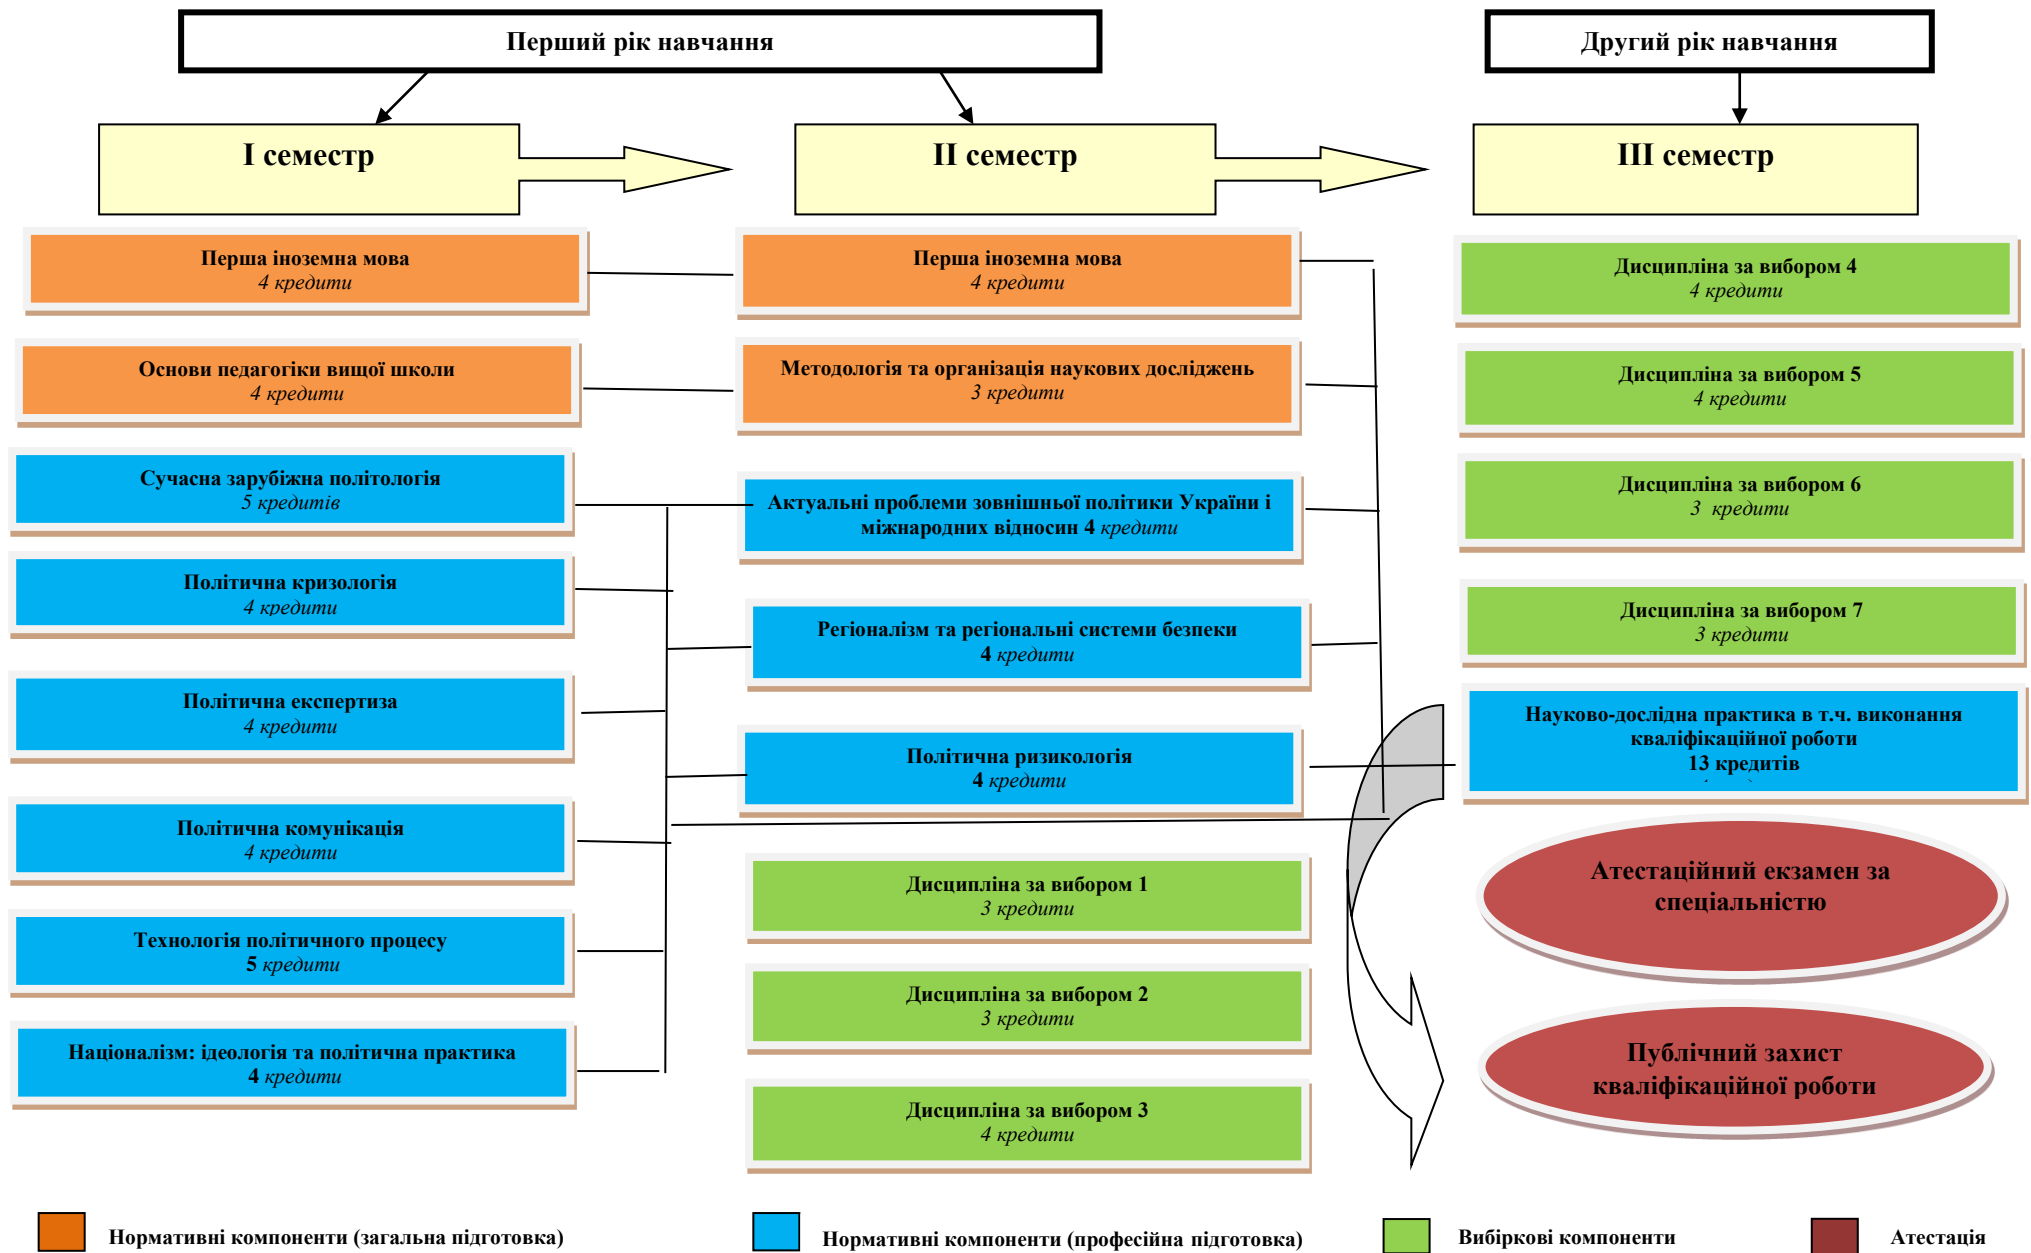 Перший рік навчання
Другий рік навчання
І семестр
ІІ семестр
ІІІ семестр
Перша іноземна мова
4 кредити
Основи педагогіки вищої школи
4 кредити
Сучасна зарубіжна політологія
5 кредитів
Політична кризологія
4 кредити
Політична експертиза
4 кредити
Політична комунікація
4 кредити
Технологія політичного процесу
5 кредити
Націоналізм: ідеологія та політична практика
4 кредити
Перша іноземна мова
4 кредити
Методологія та організація наукових досліджень
3 кредити
Актуальні проблеми зовнішньої політики України і
міжнародних відносин 4 кредити
Регіоналізм та регіональні системи безпеки
4 кредити
Політична ризикологія
4 кредити
Дисципліна за вибором 1
3 кредити
Дисципліна за вибором 2
3 кредити
Дисципліна за вибором 3
4 кредити
Дисципліна за вибором 4
4 кредити
Дисципліна за вибором 5
4 кредити
Дисципліна за вибором 6
3 кредити
Дисципліна за вибором 7
3 кредити
Науково-дослідна практика в т.ч. виконання
кваліфікаційної роботи
13 кредитів
Атестаційний екзамен за
спеціальністю
Публічний захист
кваліфікаційної роботи
Нормативні компоненти (загальна підготовка)
Нормативні компоненти (професійна підготовка)
Вибіркові компоненти
Атестація